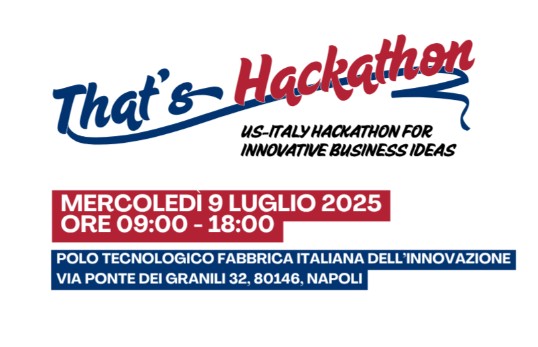 That's Hackathon
US-ITALY HACKATHON FOR
INNOVATIVE BUSINESS IDEAS
MERCOLEDÌ 9 LUGLIO 2025
ORE 09:00 - 18:00
POLO TECNOLOGICO FABBRICA ITALIANA DELL'INNOVAZIONE
VIA PONTE DEI GRANILI 32, 80146, NAPOLI